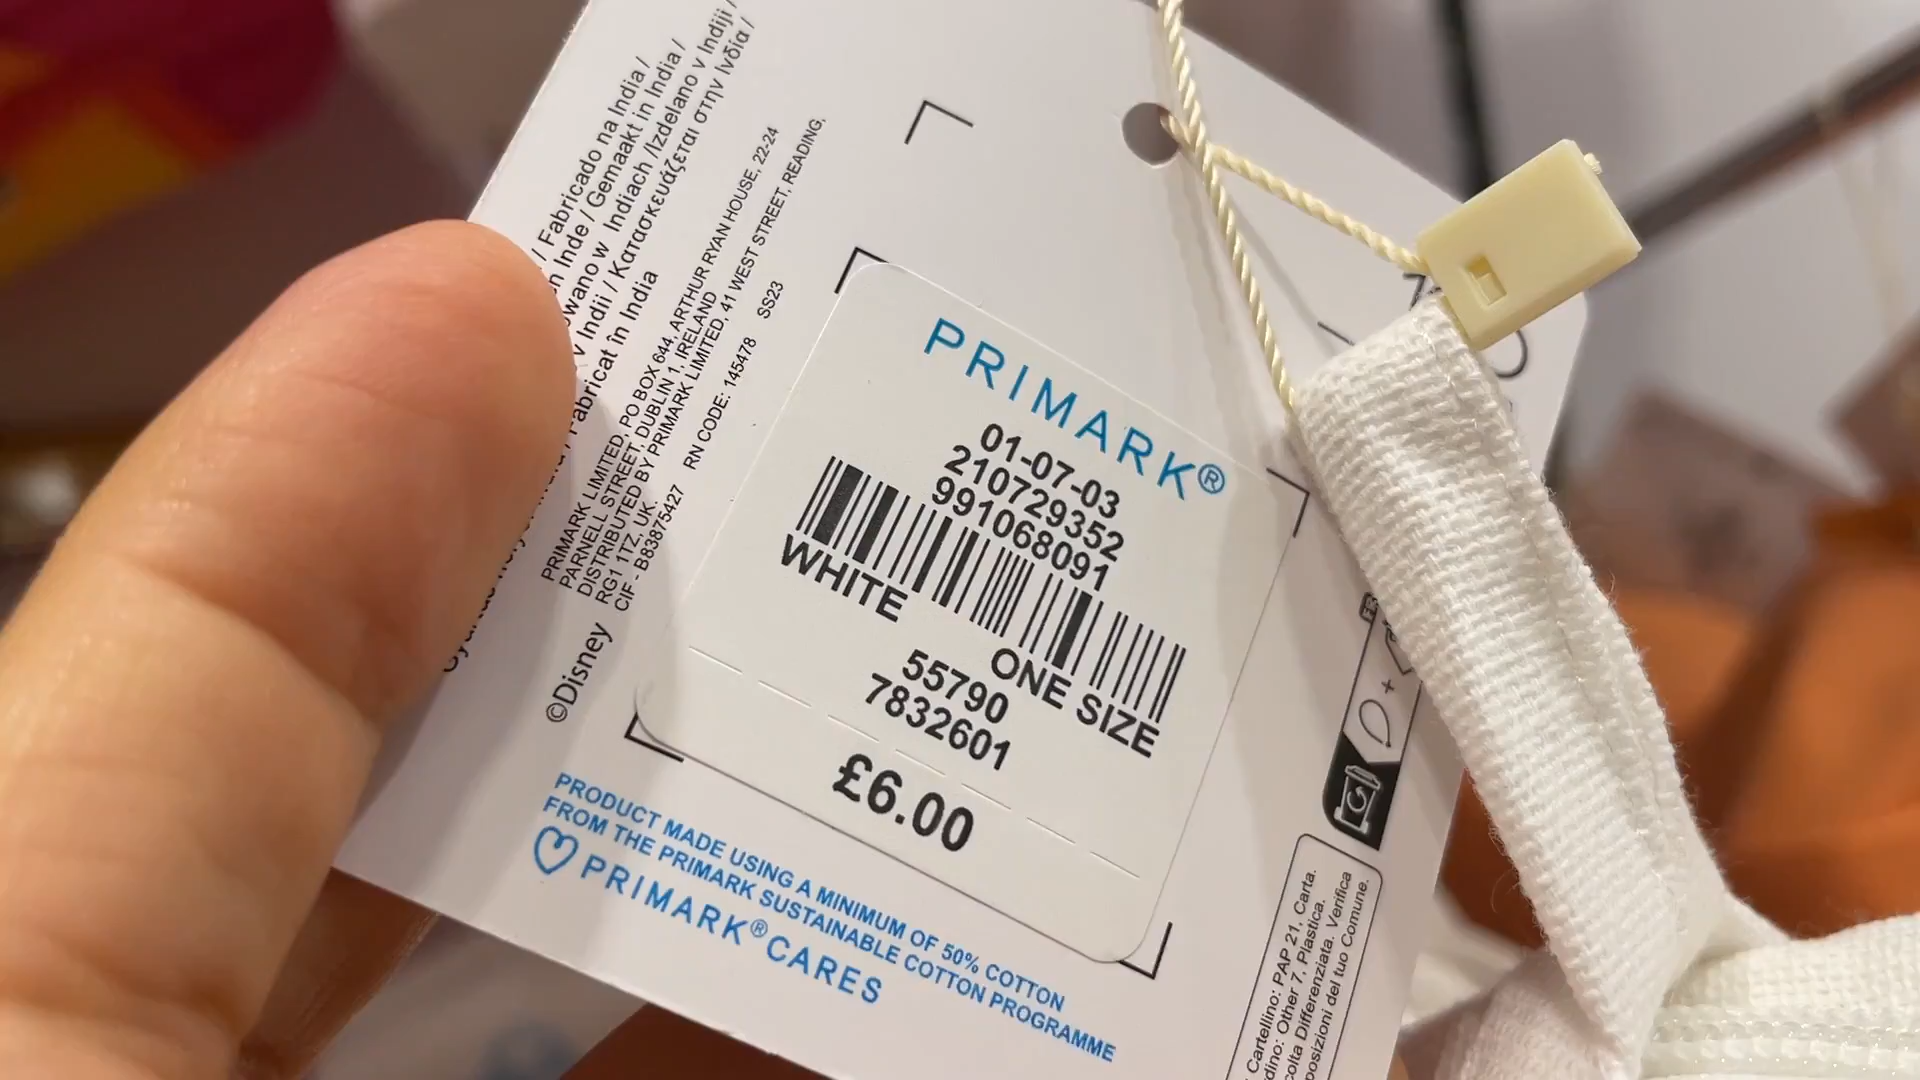 / Fabricado na India /
Inde / Gemaakt in India /
w Indiach /Izdelano v Indiji /
v Indii / Κατασκευάζεται στην Ινδία /
Fabricat în India
PRIMARK LIMITED, PO BOX 644, ARTHUR RYAN HOUSE, 22-24
PARNELL STREET, DUBLIN 1, IRELAND
DISTRIBUTED BY PRIMARK LIMITED, 41 WEST STREET, READING,
RG1 1TZ, UK.
CIF - B83875427 RN CODE: 145478 SS23
©Disney
PRIMARK®
01-07-03
210729352
991068091
WHITE ONE SIZE
55790
7832601
£6.00
PRODUCT MADE USING A MINIMUM OF 50% COTTON
FROM THE PRIMARK SUSTAINABLE COTTON PROGRAMME
PRIMARK® CARES
Cartellino: PAP 21, Carta.
Other 7, Plastica.
Differenziata. Verifica
del tuo Comune.